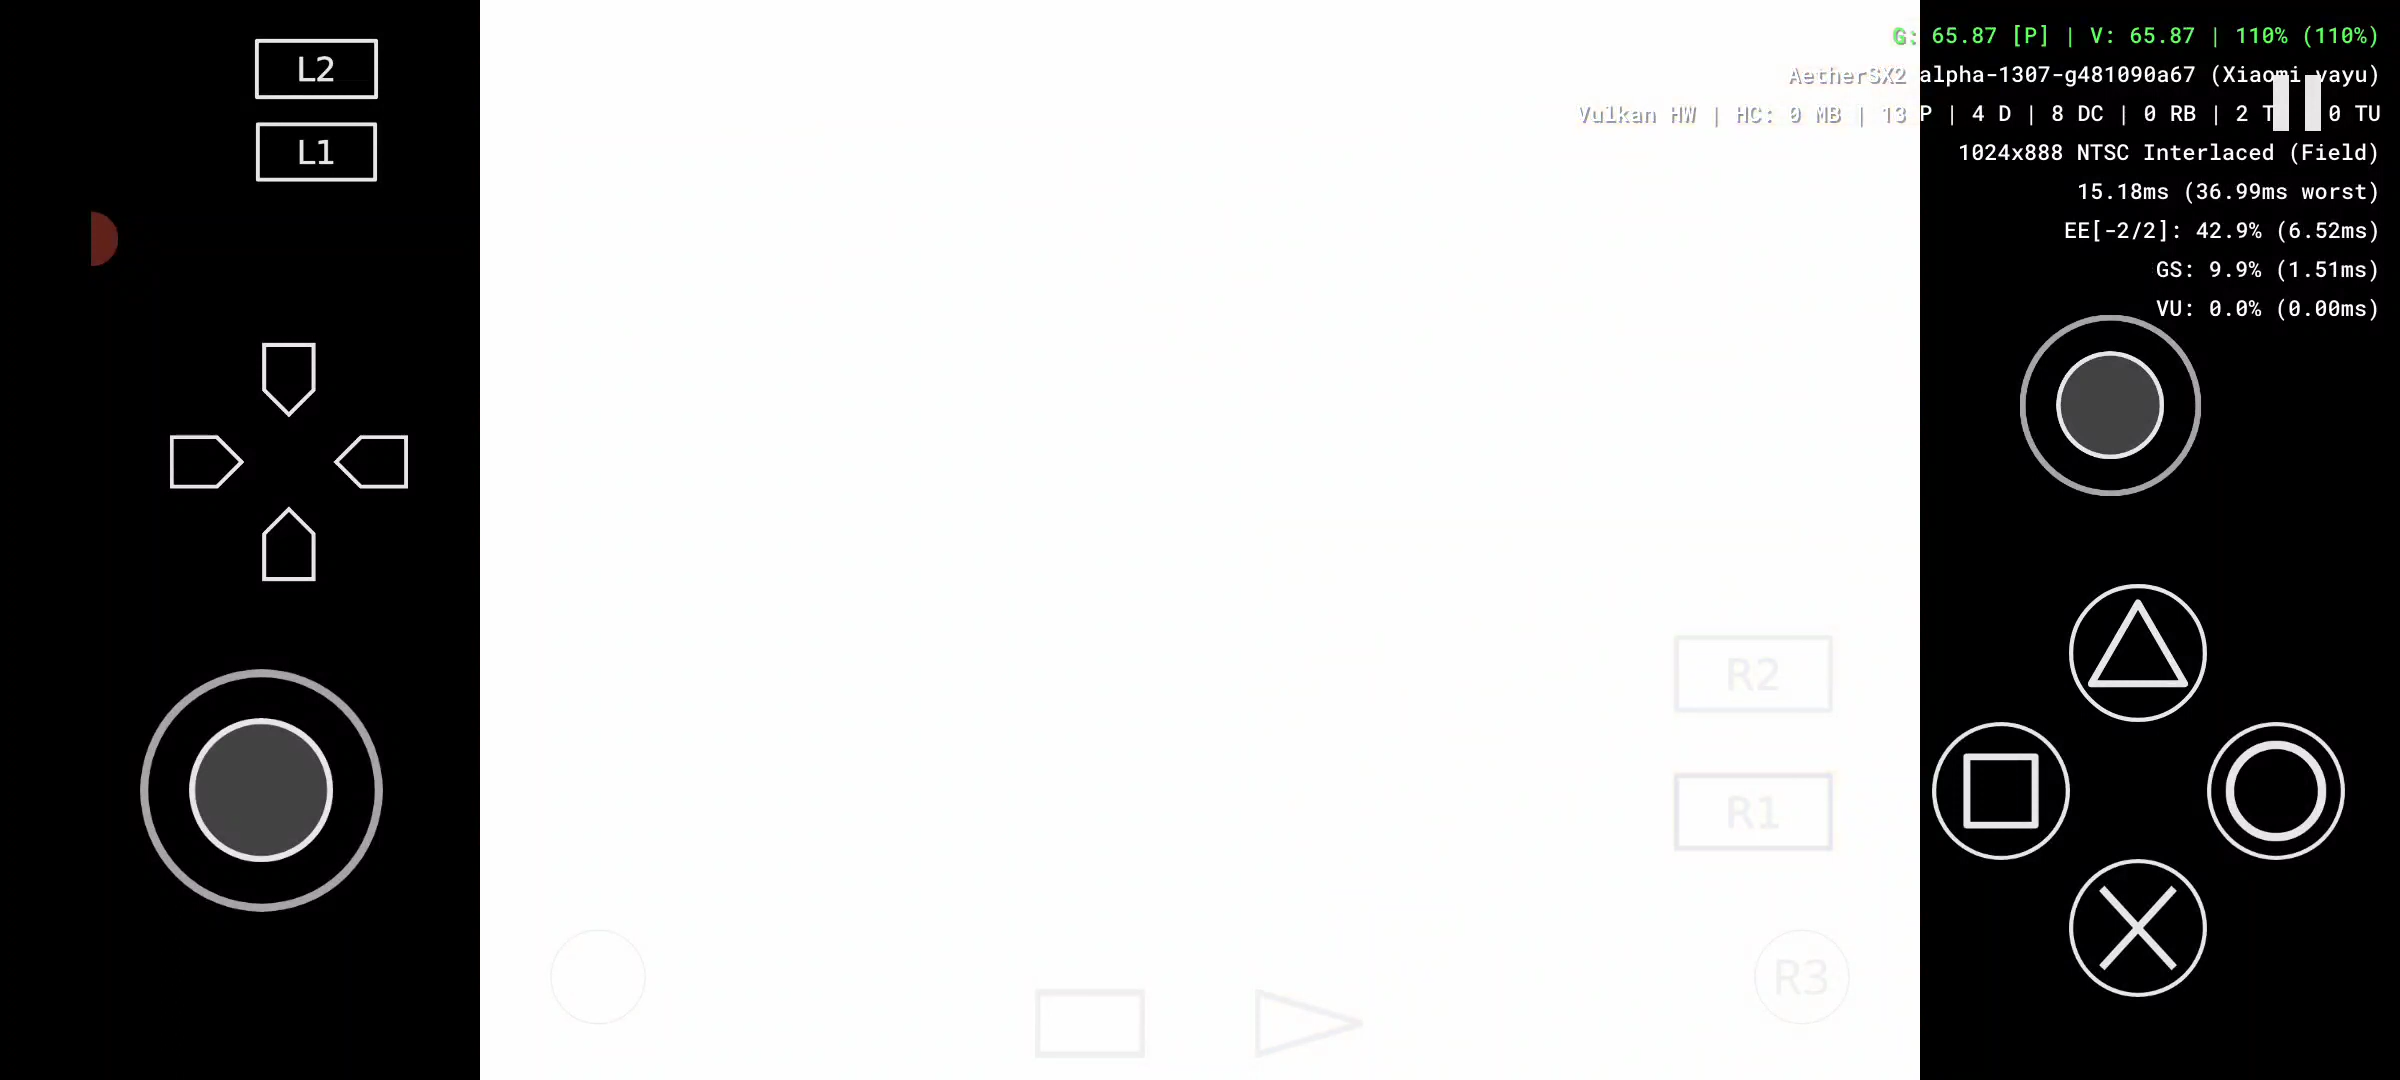 L2
L1
G: 65.87 [P] | V: 65.87 | 110% (110%)
AetherSX2 alpha-1307-g481090a67 (Xiaomi vayu)
Vulkan HW | HC: 0 MB | 13 P | 4 D | 8 DC | 0 RB | 2 T 0 TU
1024x888 NTSC Interlaced (Field)
15.18ms (36.99ms worst)
EE[-2/2]: 42.9% (6.52ms)
GS: 9.9% (1.51ms)
VU: 0.0% (0.00ms)
R2
R1
R3